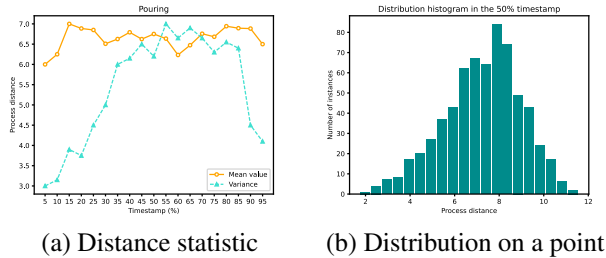 Pouring
7.0
6.5
6.0
5.5
5.0
4.5
4.0
3.5
3.0
Process distance
Mean value
Variance
5 10 15 20 25 30 35 40 45 50 55 60 65 70 75 80 85 90 95
Timestamp (%)
(a) Distance statistic
Distribution histogram in the 50% timestamp
80
70
60
50
40
30
20
10
0
Number of instances
2 4 6 8 10 12
Process distance
(b) Distribution on a point